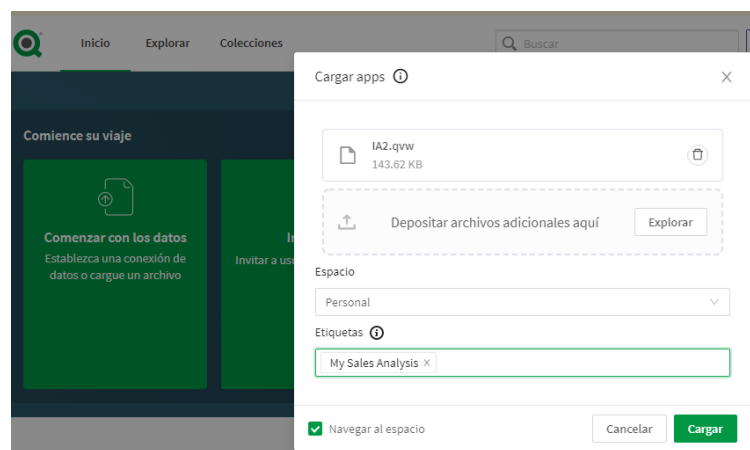 Inicio Explorar Colecciones Buscar
Cargar apps
Comience su viaje
IA2.qvw
143.62 KB
Depositar archivos adicionales aquí Explorar
Comenzar con los datos
Establezca una conexión de
datos o cargue un archivo
Invitar a usu
Espacio
Personal
Etiquetas
My Sales Analysis
Navegar al espacio Cancelar Cargar